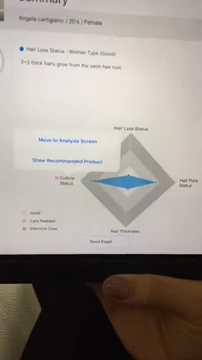 Summary
Angela cartigiano / 20's / Female
Hair Loss Status : Woman Type (Good)
2~3 thick hairs grow from the each hair root
Hair Loss Status
Move to Analysis Screen
Show Recommended Product
Cuticle
Status
Hair Pore
Status
Good
Care Needed
Intensive Care
Hair Thickness
Send Email